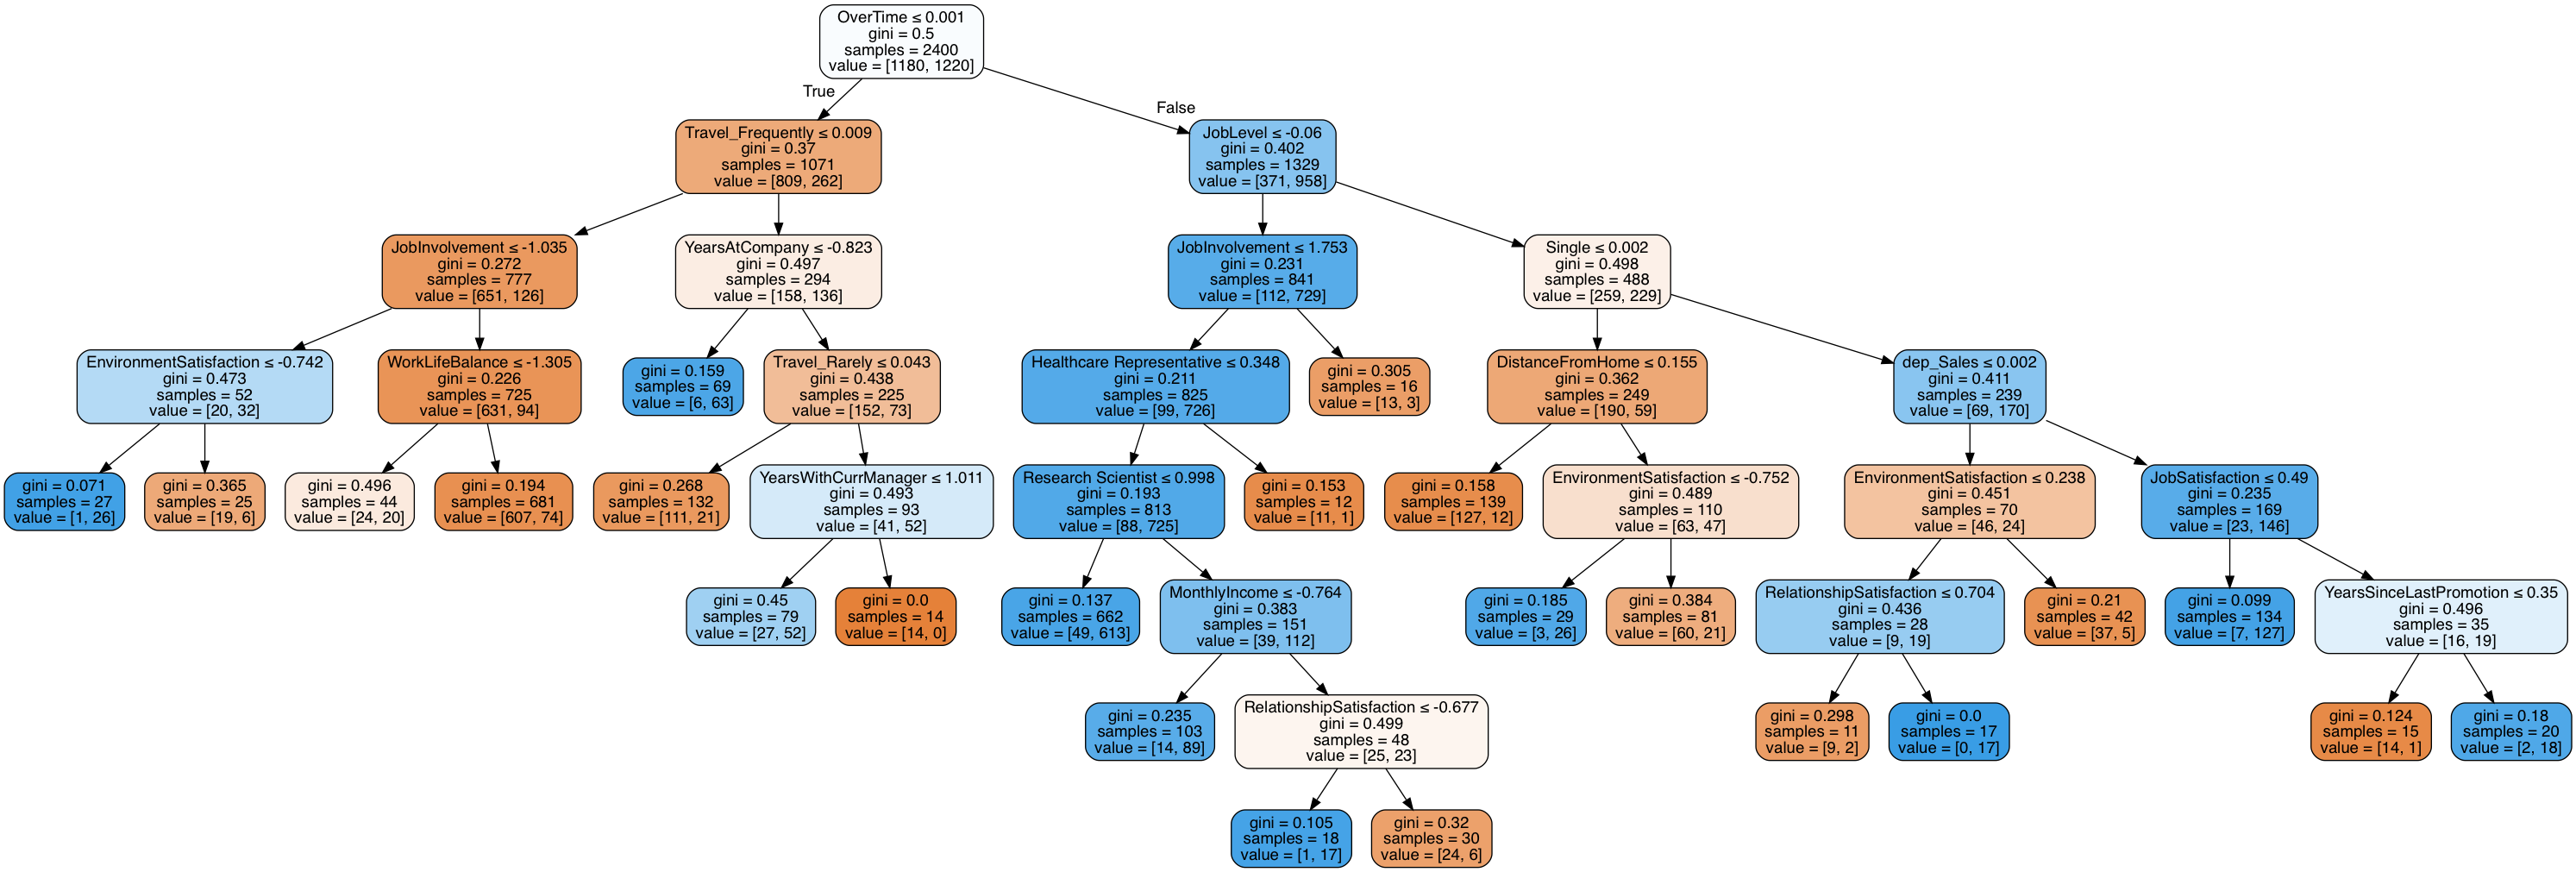 OverTime ≤ 0.001
gini = 0.5
samples = 2400
value = [1180, 1220]
True
False
Travel_Frequently ≤ 0.009
gini = 0.37
samples = 1071
value = [809, 262]
JobLevel ≤ -0.06
gini = 0.402
samples = 1329
value = [371, 958]
JobInvolvement ≤ -1.035
gini = 0.272
samples = 777
value = [651, 126]
YearsAtCompany ≤ -0.823
gini = 0.497
samples = 294
value = [158, 136]
JobInvolvement ≤ 1.753
gini = 0.231
samples = 841
value = [112, 729]
Single ≤ 0.002
gini = 0.498
samples = 488
value = [259, 229]
EnvironmentSatisfaction ≤ -0.742
gini = 0.473
samples = 52
value = [20, 32]
WorkLifeBalance ≤ -1.305
gini = 0.226
samples = 725
value = [631, 94]
gini = 0.159
samples = 69
value = [6, 63]
Travel_Rarely ≤ 0.043
gini = 0.438
samples = 225
value = [152, 73]
Healthcare Representative ≤ 0.348
gini = 0.211
samples = 825
value = [99, 726]
gini = 0.305
samples = 16
value = [13, 3]
DistanceFromHome ≤ 0.155
gini = 0.362
samples = 249
value = [190, 59]
dep_Sales ≤ 0.002
gini = 0.411
samples = 239
value = [69, 170]
gini = 0.071
samples = 27
value = [1, 26]
gini = 0.365
samples = 25
value = [19, 6]
gini = 0.496
samples = 44
value = [24, 20]
gini = 0.194
samples = 681
value = [607, 74]
gini = 0.268
samples = 132
value = [111, 21]
YearsWithCurrManager ≤ 1.011
gini = 0.493
samples = 93
value = [41, 52]
Research Scientist ≤ 0.998
gini = 0.193
samples = 813
value = [88, 725]
gini = 0.153
samples = 12
value = [11, 1]
gini = 0.158
samples = 139
value = [127, 12]
EnvironmentSatisfaction ≤ -0.752
gini = 0.489
samples = 110
value = [63, 47]
EnvironmentSatisfaction ≤ 0.238
gini = 0.451
samples = 70
value = [46, 24]
JobSatisfaction ≤ 0.49
gini = 0.235
samples = 169
value = [23, 146]
gini = 0.45
samples = 79
value = [27, 52]
gini = 0.0
samples = 14
value = [14, 0]
gini = 0.137
samples = 662
value = [49, 613]
MonthlyIncome ≤ -0.764
gini = 0.383
samples = 151
value = [39, 112]
gini = 0.185
samples = 29
value = [3, 26]
gini = 0.384
samples = 81
value = [60, 21]
RelationshipSatisfaction ≤ 0.704
gini = 0.436
samples = 28
value = [9, 19]
gini = 0.21
samples = 42
value = [37, 5]
gini = 0.099
samples = 134
value = [7, 127]
YearsSinceLastPromotion ≤ 0.35
gini = 0.496
samples = 35
value = [16, 19]
gini = 0.235
samples = 103
value = [14, 89]
RelationshipSatisfaction ≤ -0.677
gini = 0.499
samples = 48
value = [25, 23]
gini = 0.298
samples = 11
value = [9, 2]
gini = 0.0
samples = 17
value = [0, 17]
gini = 0.124
samples = 15
value = [14, 1]
gini = 0.18
samples = 20
value = [2, 18]
gini = 0.105
samples = 18
value = [1, 17]
gini = 0.32
samples = 30
value = [24, 6]